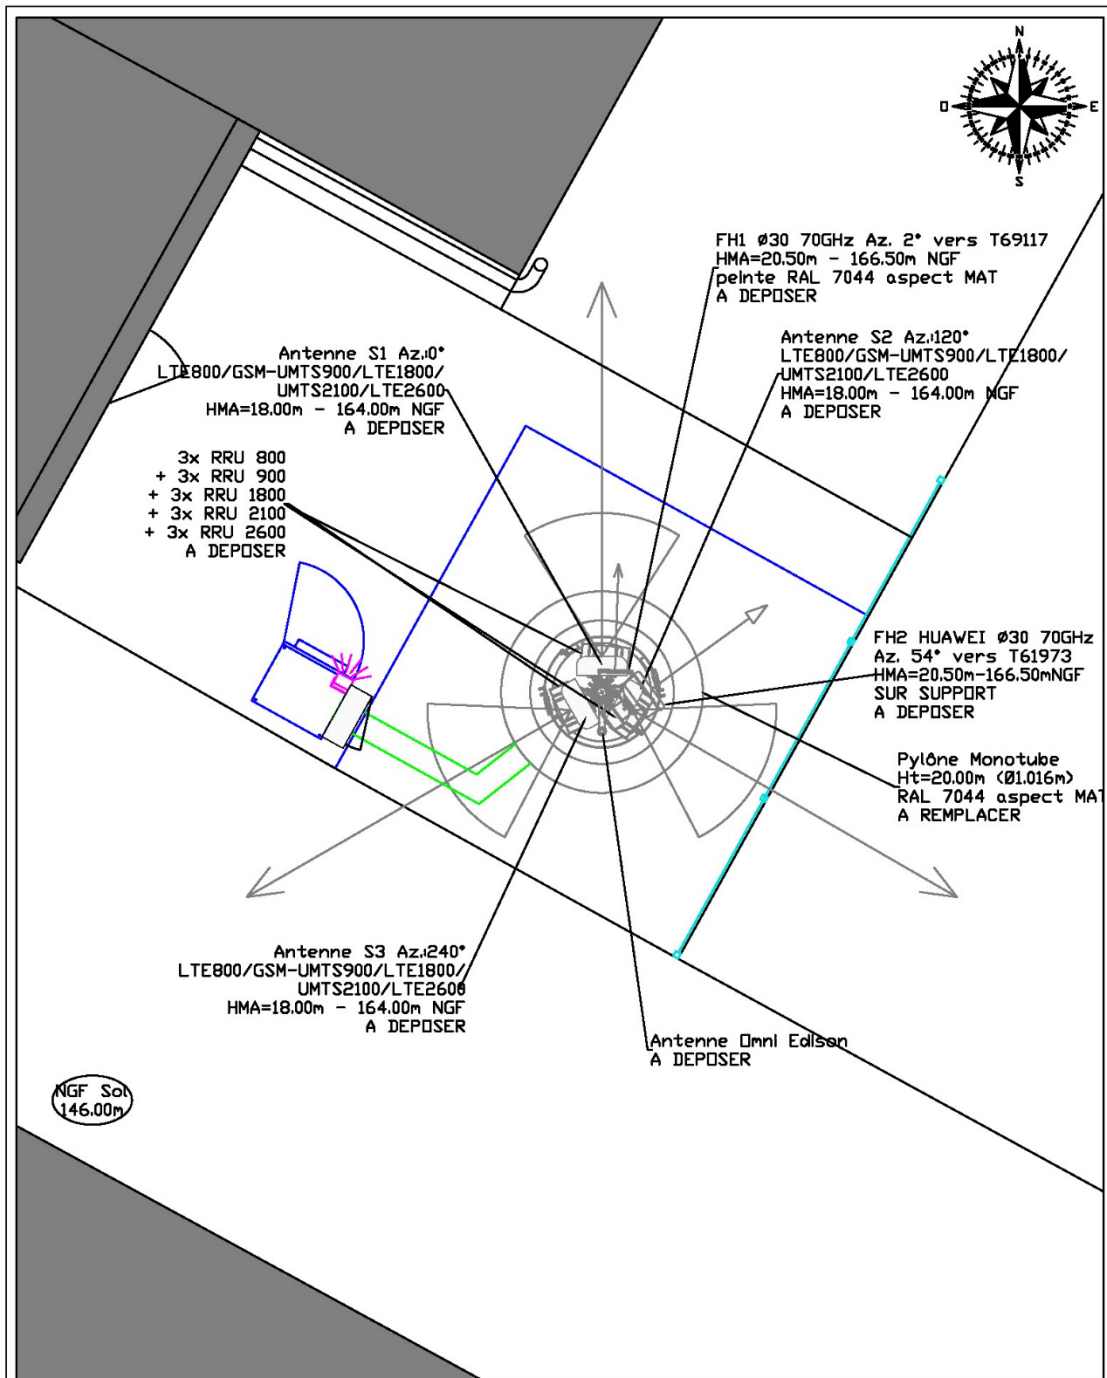 N
O
E
S
FH1 Ø30 70GHz Az. 2° vers T69117
HMA=20.50m - 166.50m NGF
peinte RAL 7044 aspect MAT
A DEPOSER
Antenne S1 Az:0°
LTE800/GSM-UMTS900/LTE1800/
UMTS2100/LTE2600
HMA=18.00m - 164.00m NGF
A DEPOSER
Antenne S2 Az:120°
LTE800/GSM-UMTS900/LTE1800/
UMTS2100/LTE2600
HMA=18.00m - 164.00m NGF
A DEPOSER
3x RRU 800
+ 3x RRU 900
+ 3x RRU 1800
+ 3x RRU 2100
+ 3x RRU 2600
A DEPOSER
FH2 HUAWEI Ø30 70GHz
Az. 54° vers T61973
HMA=20.50m-166.50mNGF
SUR SUPPORT
A DEPOSER
Pylône Monotube
Ht=20.00m (Ø1.016m)
RAL 7044 aspect MAT
A REMPLACER
Antenne S3 Az:240°
LTE800/GSM-UMTS900/LTE1800/
UMTS2100/LTE2600
HMA=18.00m - 164.00m NGF
A DEPOSER
Antenne Omni Edison
A DEPOSER
NGF Sol
146.00m